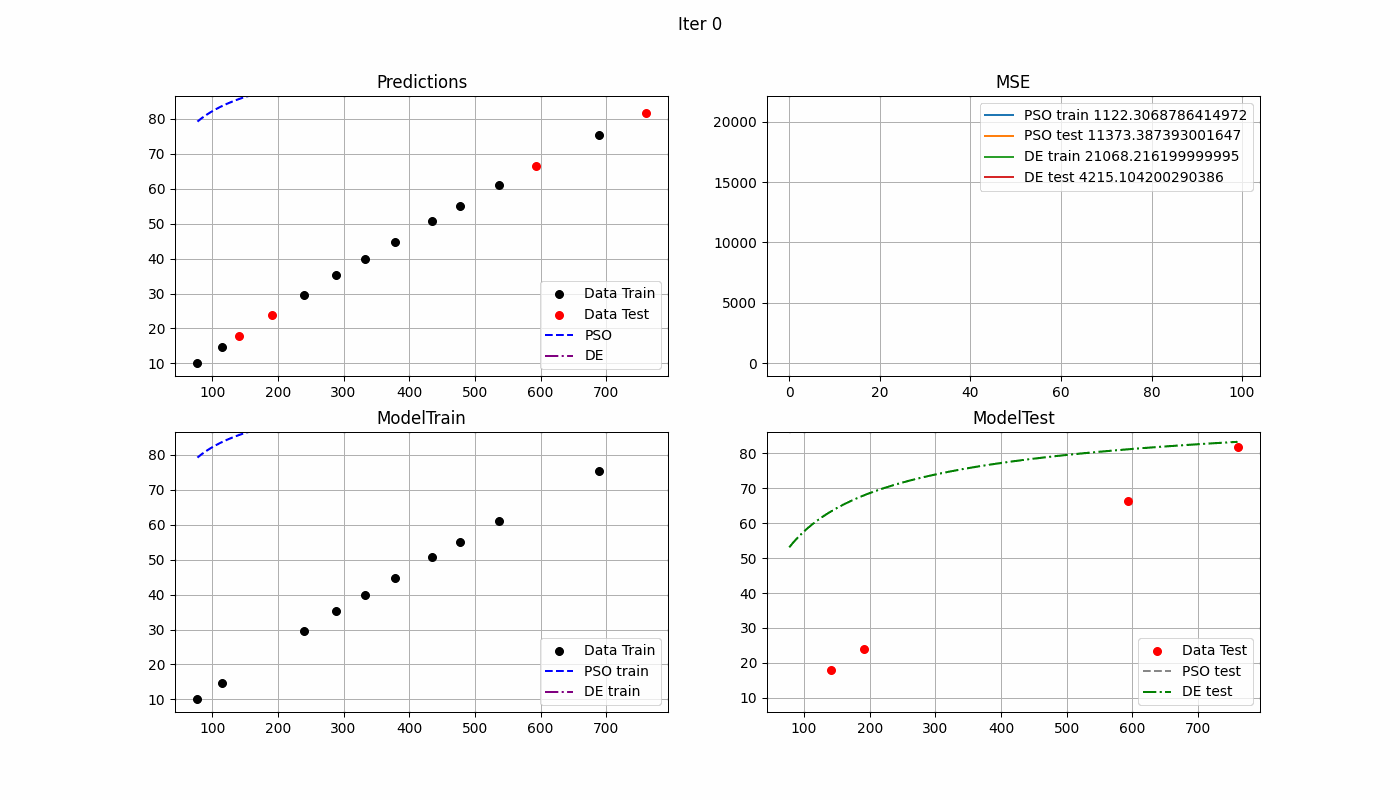 Iter 0
Predictions
80
70
60
50
40
30
20
10
100 200 300 400 500 600 700
Data Train
Data Test
PSO
DE
MSE
20000
15000
10000
5000
0
0 20 40 60 80 100
PSO train 1122.3068786414972
PSO test 11373.387393001647
DE train 21068.216199999995
DE test 4215.104200290386
ModelTrain
80
70
60
50
40
30
20
10
100 200 300 400 500 600 700
Data Train
PSO train
DE train
ModelTest
80
70
60
50
40
30
20
10
100 200 300 400 500 600 700
Data Test
PSO test
DE test